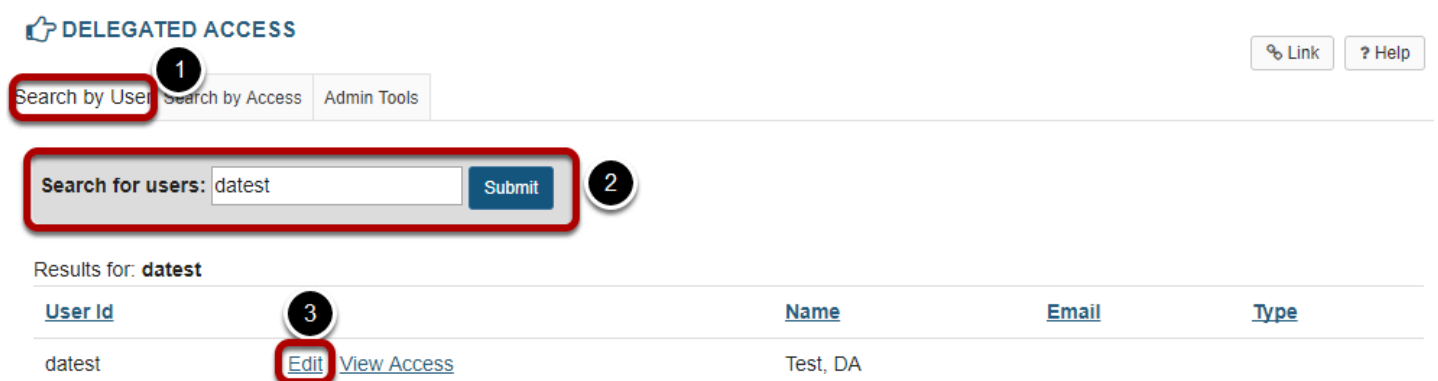 DELEGATED ACCESS
Link ? Help
1
Search by User Search by Access Admin Tools
Search for users: datest Submit 2
Results for: datest
User Id 3 Name Email Type
datest Edit View Access Test, DA